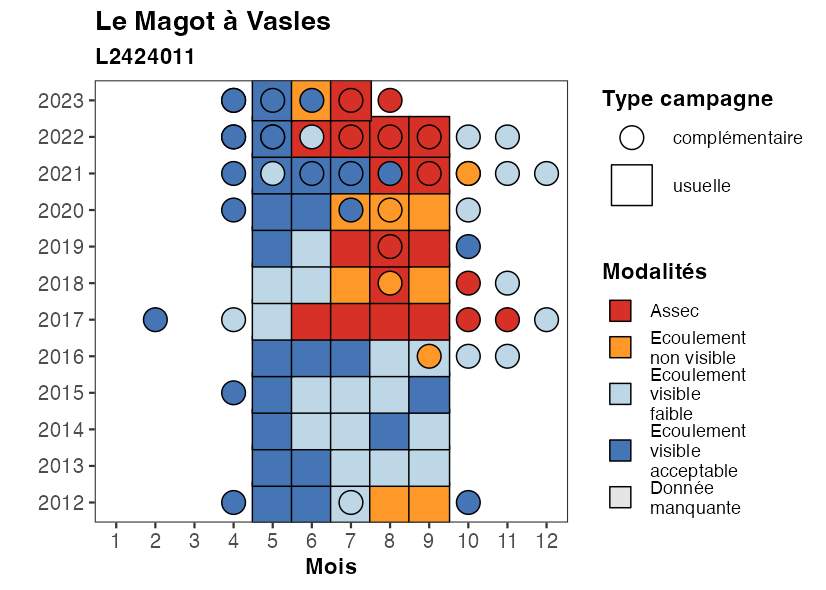 Le Magot à Vasles
L2424011
2023
2022
2021
2020
2019
2018
2017
2016
2015
2014
2013
2012
1 2 3 4 5 6 7 8 9 10 11 12
Mois
Type campagne
complémentaire
usuelle
Modalités
Assec
Ecoulement
non visible
Ecoulement
visible
faible
Ecoulement
visible
acceptable
Donnée
manquante